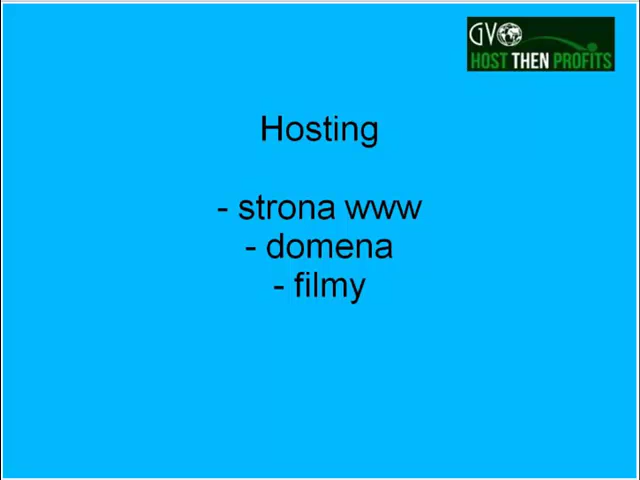 GVO
HOST THEN PROFITS
Hosting
- strona www
- domena
- filmy